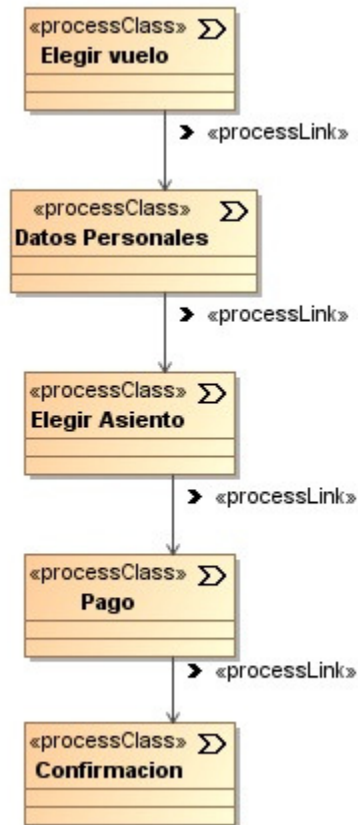 «processClass»
Elegir vuelo
«processLink»
«processClass»
Datos Personales
«processLink»
«processClass»
Elegir Asiento
«processLink»
«processClass»
Pago
«processLink»
«processClass»
Confirmacion